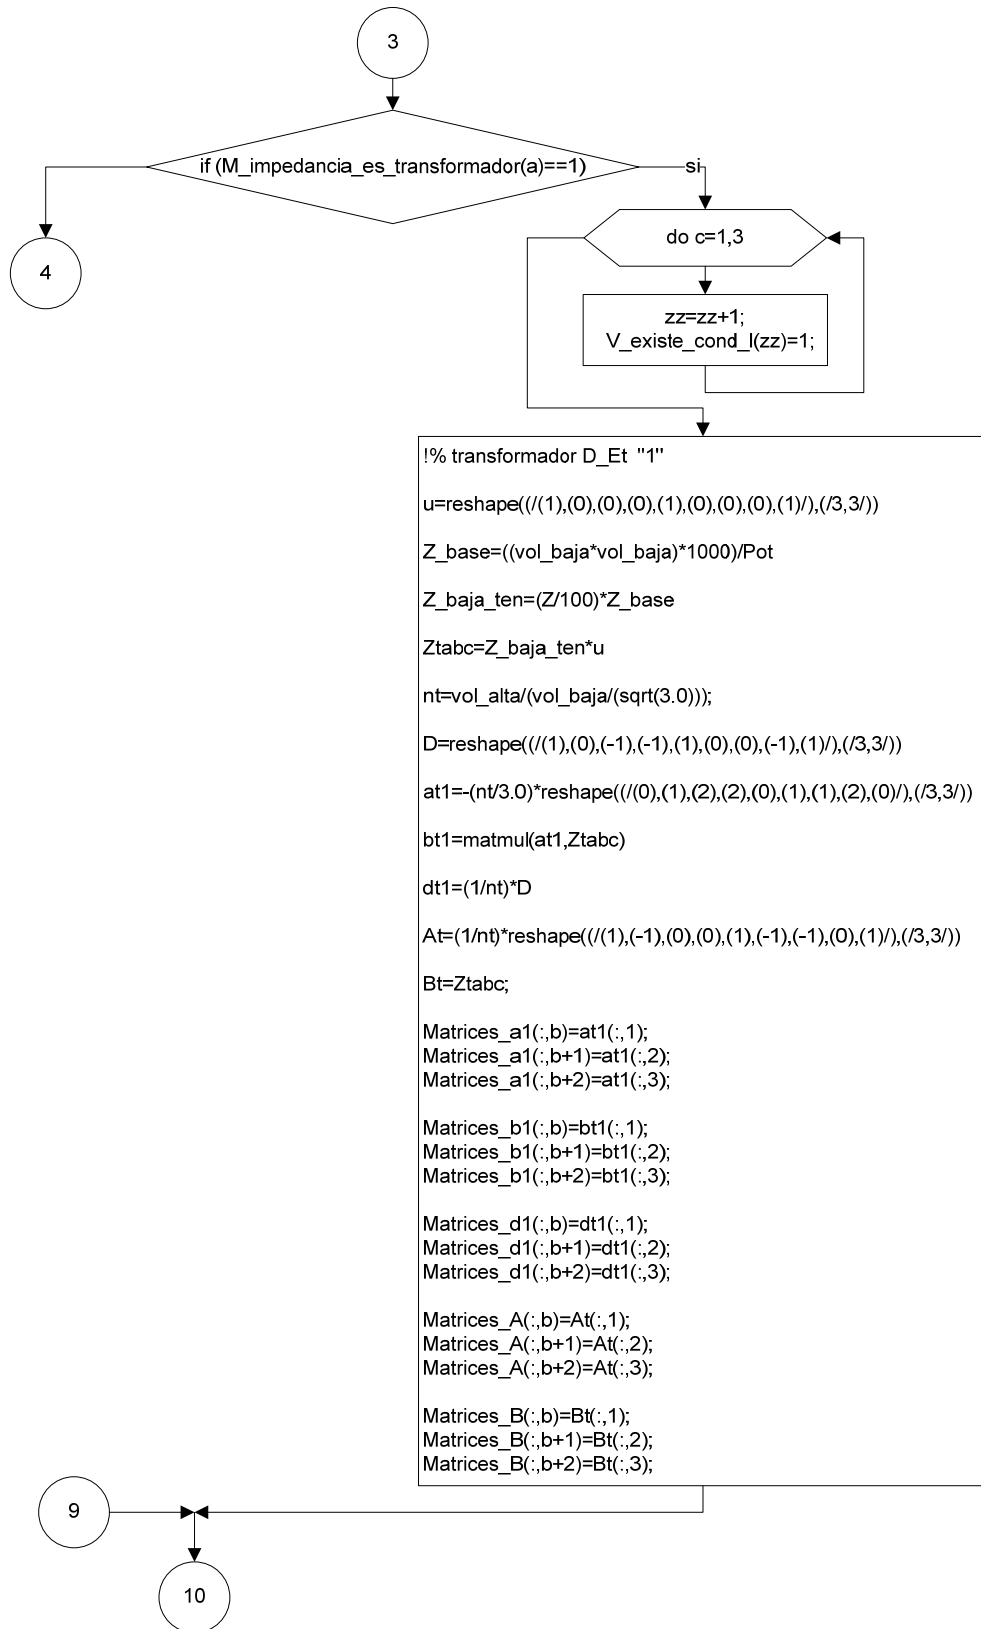 3
if (M_impedancia_es_transformador(a)==1)
si
4
do c=1,3
zz=zz+1;
V_existe_cond_l(zz)=1;
!% transformador D_Et "1"
u=reshape((/(1),(0),(0),(0),(1),(0),(0),(0),(1)/),(/3,3/))
Z_base=((vol_baja*vol_baja)*1000)/Pot
Z_baja_ten=(Z/100)*Z_base
Ztabc=Z_baja_ten*u
nt=vol_alta/(vol_baja/(sqrt(3.0)));
D=reshape((/(1),(0),(-1),(-1),(1),(0),(0),(-1),(1)/),(/3,3/))
at1=-(nt/3.0)*reshape((/(0),(1),(2),(2),(0),(1),(1),(2),(0)/),(/3,3/))
bt1=matmul(at1,Ztabc)
dt1=(1/nt)*D
At=(1/nt)*reshape((/(1),(-1),(0),(0),(1),(-1),(-1),(0),(1)/),(/3,3/))
Bt=Ztabc;
Matrices_a1(:,b)=at1(:,1);
Matrices_a1(:,b+1)=at1(:,2);
Matrices_a1(:,b+2)=at1(:,3);
Matrices_b1(:,b)=bt1(:,1);
Matrices_b1(:,b+1)=bt1(:,2);
Matrices_b1(:,b+2)=bt1(:,3);
Matrices_d1(:,b)=dt1(:,1);
Matrices_d1(:,b+1)=dt1(:,2);
Matrices_d1(:,b+2)=dt1(:,3);
Matrices_A(:,b)=At(:,1);
Matrices_A(:,b+1)=At(:,2);
Matrices_A(:,b+2)=At(:,3);
Matrices_B(:,b)=Bt(:,1);
Matrices_B(:,b+1)=Bt(:,2);
Matrices_B(:,b+2)=Bt(:,3);
9
10